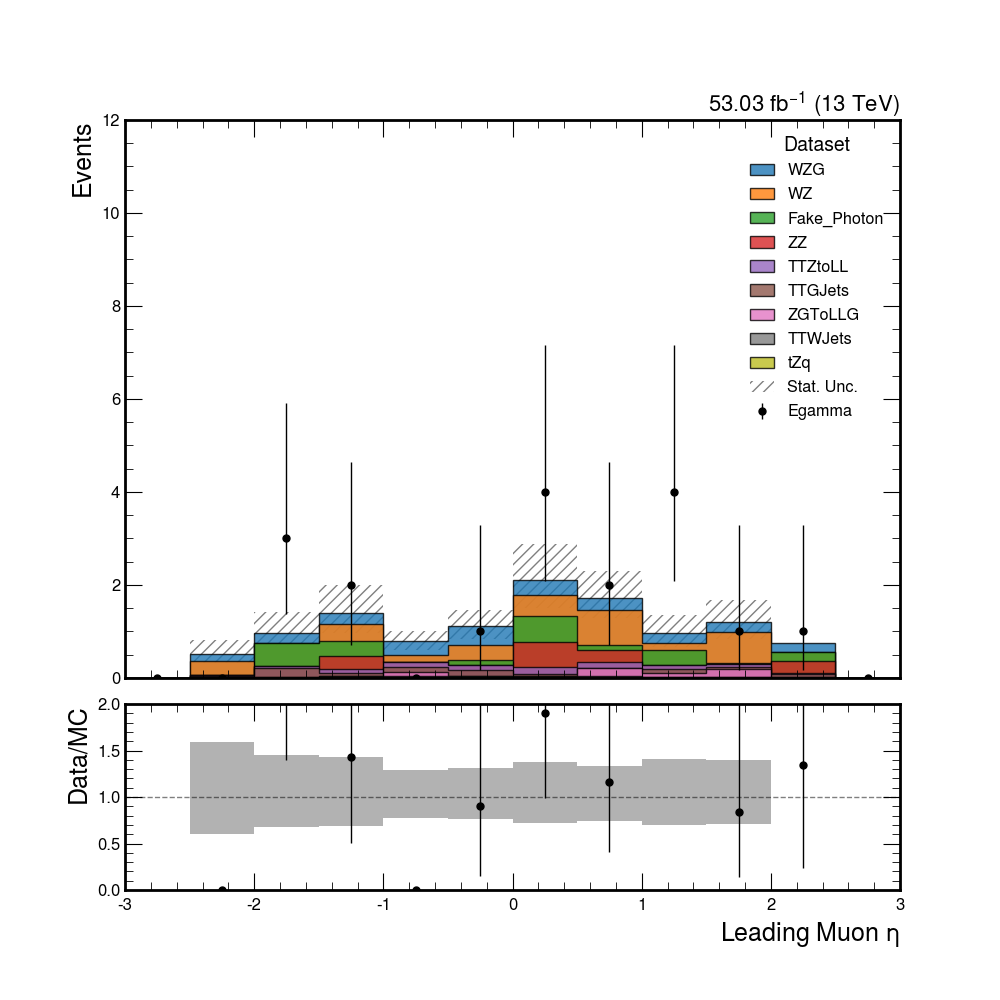 53.03 fb⁻¹ (13 TeV)
Events
12
10
8
6
4
2
0
Dataset
WZG
WZ
Fake_Photon
ZZ
TTZtoLL
TTGJets
ZGToLLG
TTWJets
tZq
Stat. Unc.
Egamma
Data/MC
2.0
1.5
1.0
0.5
0.0
-3 -2 -1 0 1 2 3
Leading Muon η